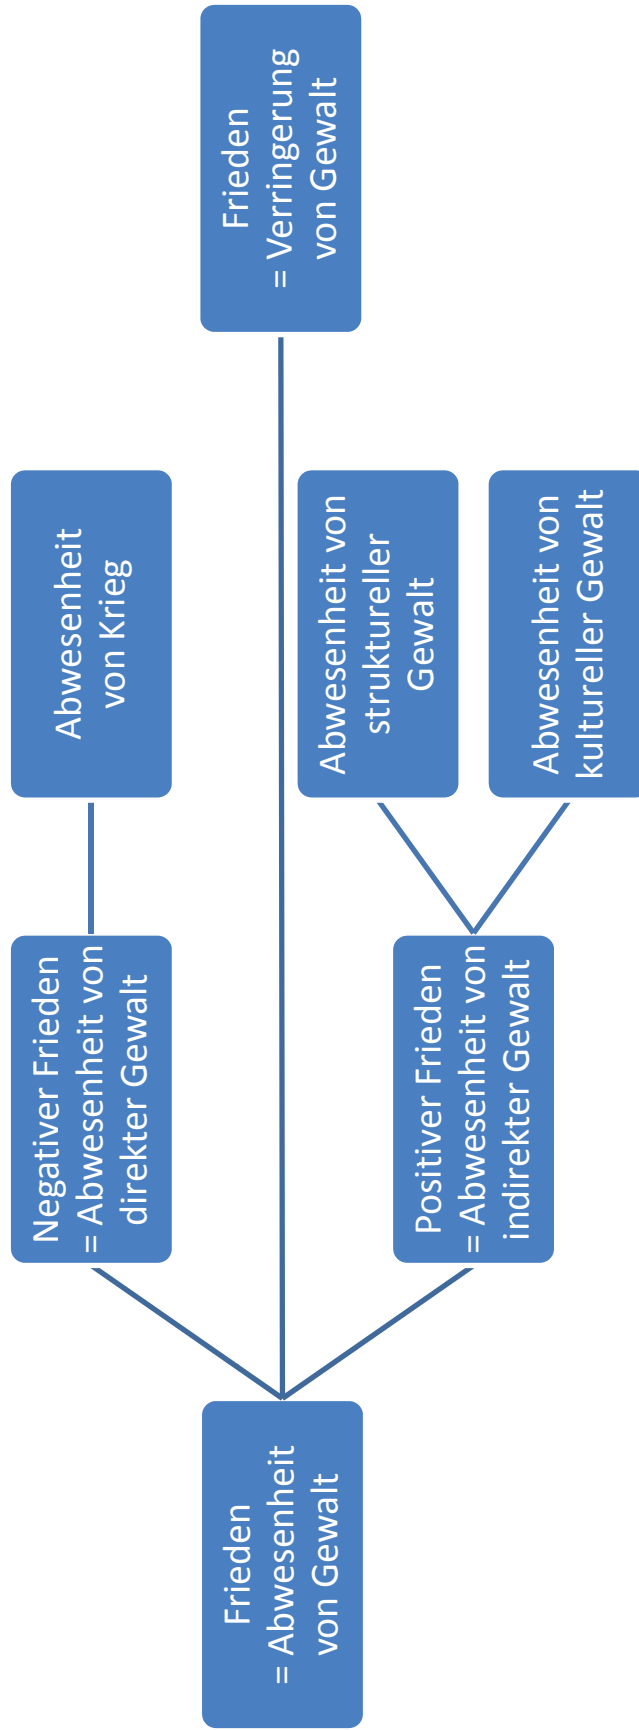 Frieden
= Abwesenheit
von Gewalt
Negativer Frieden
= Abwesenheit von
direkter Gewalt
Abwesenheit
von Krieg
Positiver Frieden
= Abwesenheit von
indirekter Gewalt
Abwesenheit von
struktureller
Gewalt
Abwesenheit von
kultureller Gewalt
Frieden
= Verringerung
von Gewalt